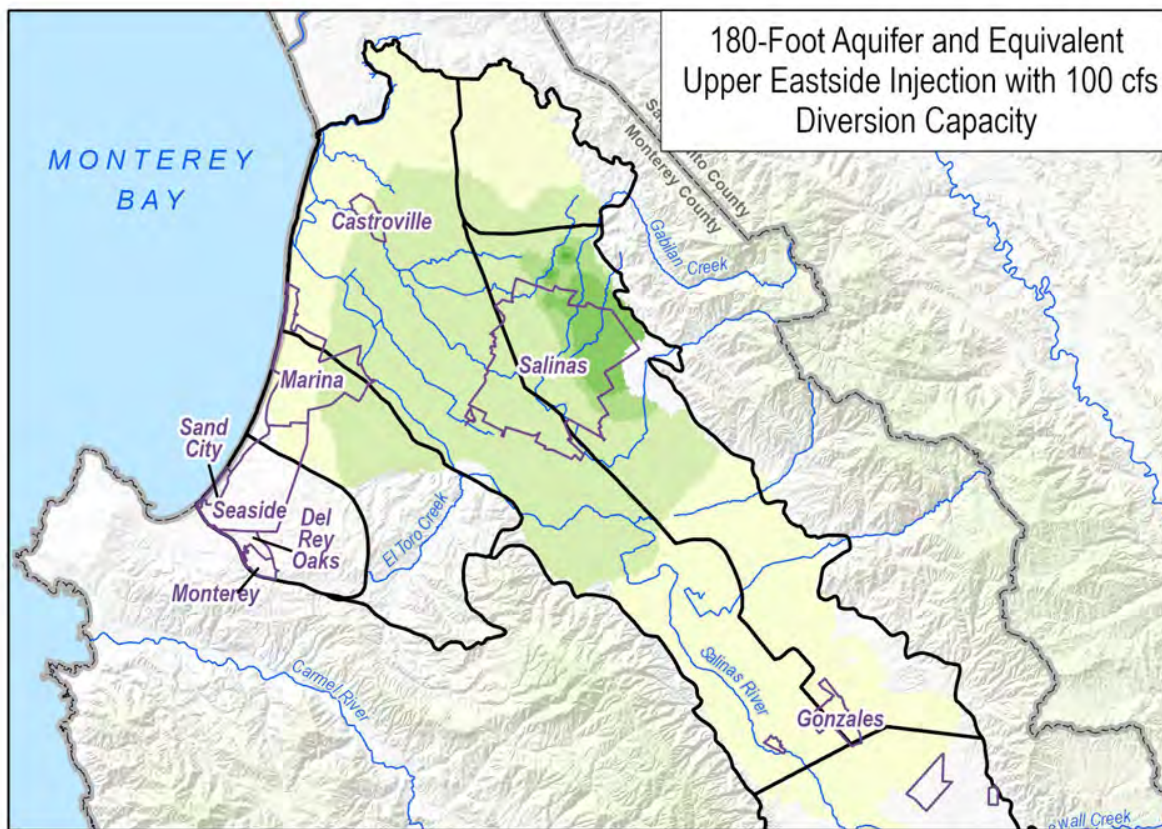 180-Foot Aquifer and Equivalent
Upper Eastside Injection with 100 cfs
Diversion Capacity
MONTEREY
BAY
Monterey County
Castroville
Gabilan Creek
Salinas
Marina
Sand
City
Seaside
Del
Rey
Oaks
El Toro Creek
Monterey
Carmel River
Salinas River
Gonzales